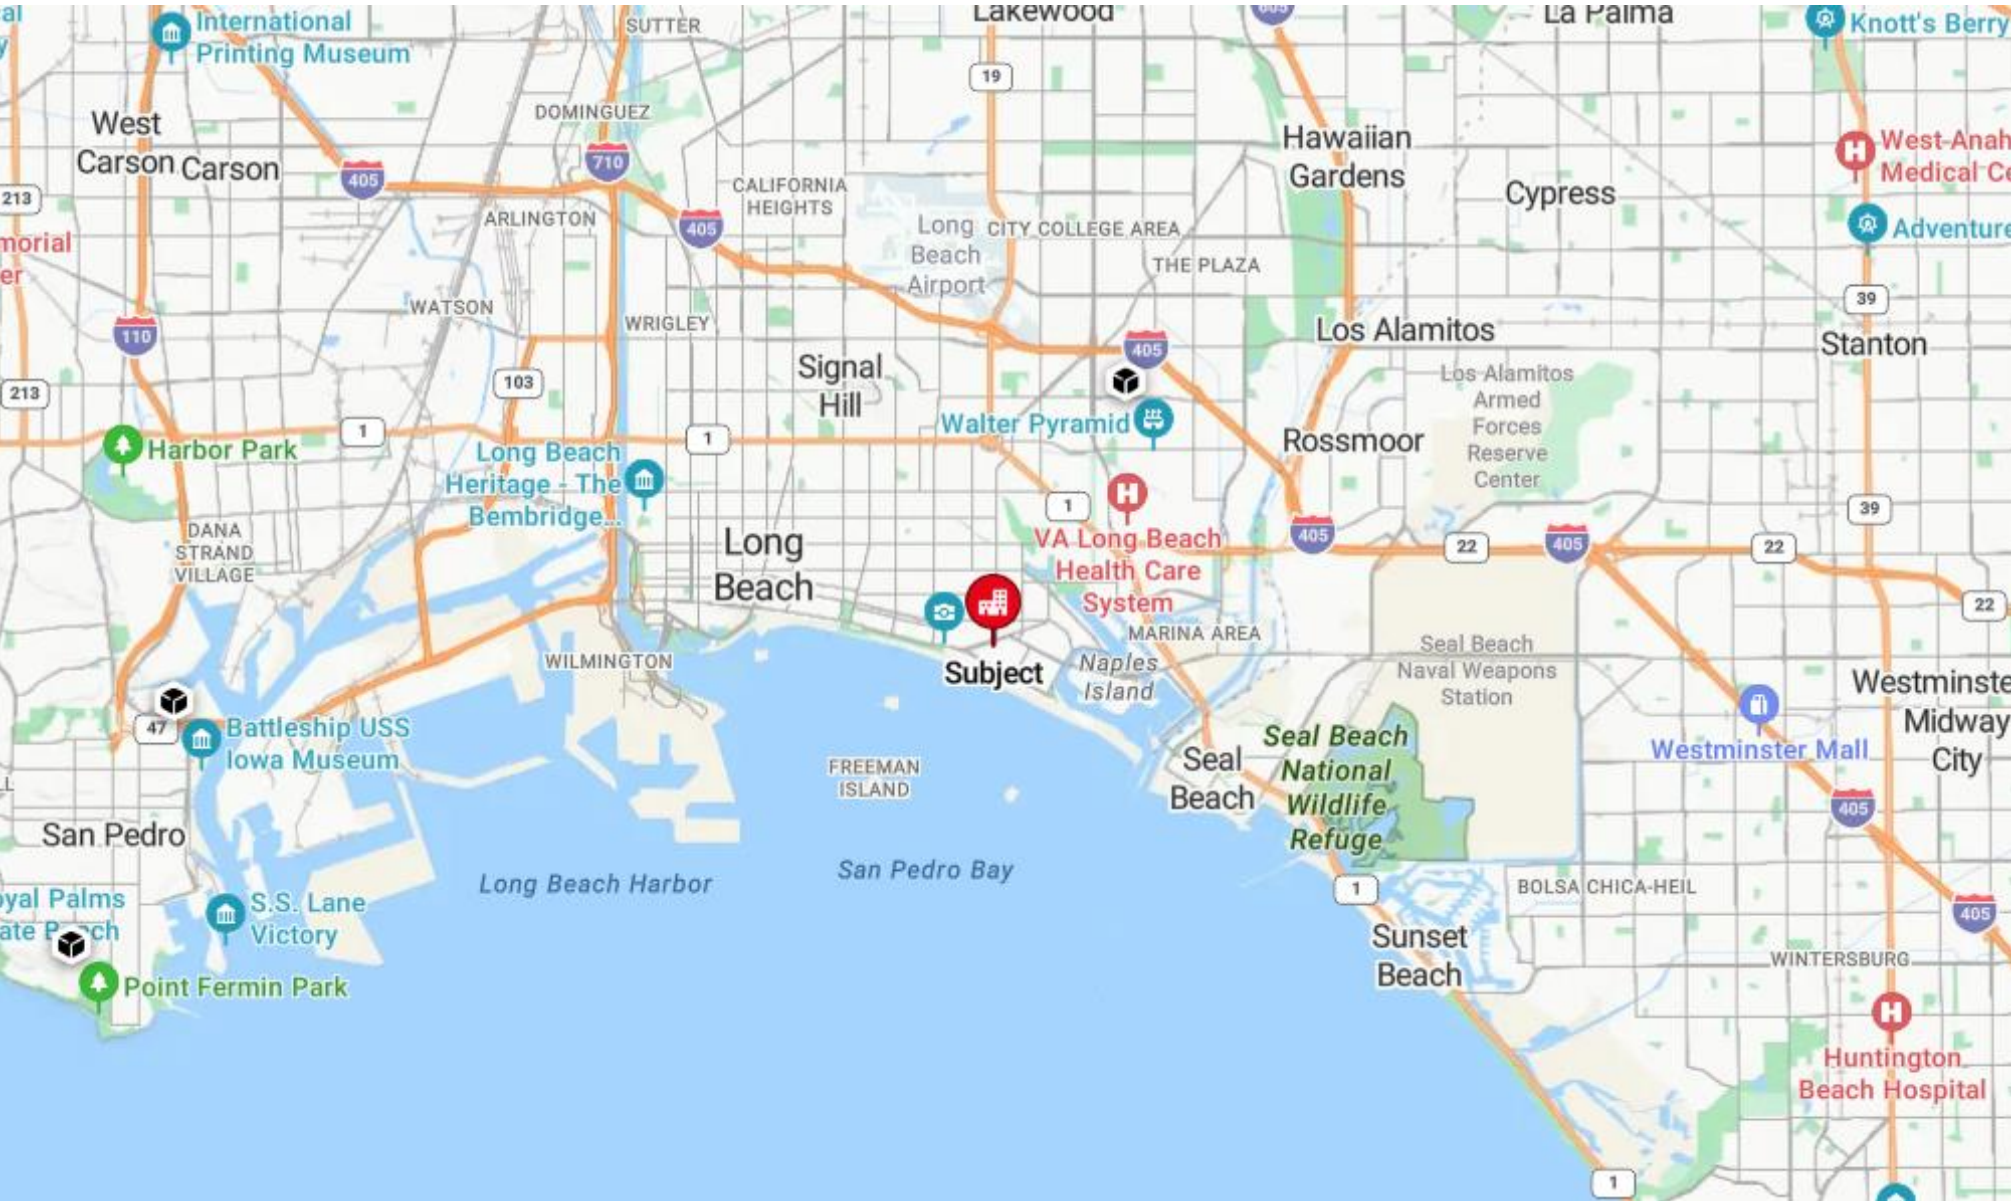 International
Printing Museum
SUTTER
Lakewood
605
La Palma
Knott's Berry
DOMINGUEZ
19
West
Carson
Carson
405
710
CALIFORNIA
HEIGHTS
Hawaiian
Gardens
Cypress
West-Anah
Medical Ce
213
morial
er
ARLINGTON
405
Long
Beach
Airport
CITY COLLEGE AREA
THE PLAZA
Adventure
WATSON
WRIGLEY
39
110
Los Alamitos
Stanton
405
Signal
Hill
103
213
Los Alamitos
Armed
Forces
Reserve
Center
Walter Pyramid
Rossmoor
1
1
Harbor Park
Long Beach
Heritage - The
Bembridge...
1
39
DANA
STRAND
VILLAGE
Long
Beach
VA Long Beach
Health Care
System
405
22
405
22
22
MARINA AREA
Seal Beach
Naval Weapons
Station
WILMINGTON
Subject
Naples
Island
Westminste
Midway
City
47
Battleship USS
Iowa Museum
Seal Beach
National
Wildlife
Refuge
Westminster Mall
FREEMAN
ISLAND
Seal
Beach
405
San Pedro
Long Beach Harbor
San Pedro Bay
1
BOLSA CHICA-HEIL
oyal Palms
ate B ch
S.S. Lane
Victory
405
Sunset
Beach
WINTERSBURG
Point Fermin Park
Huntington
Beach Hospital
1